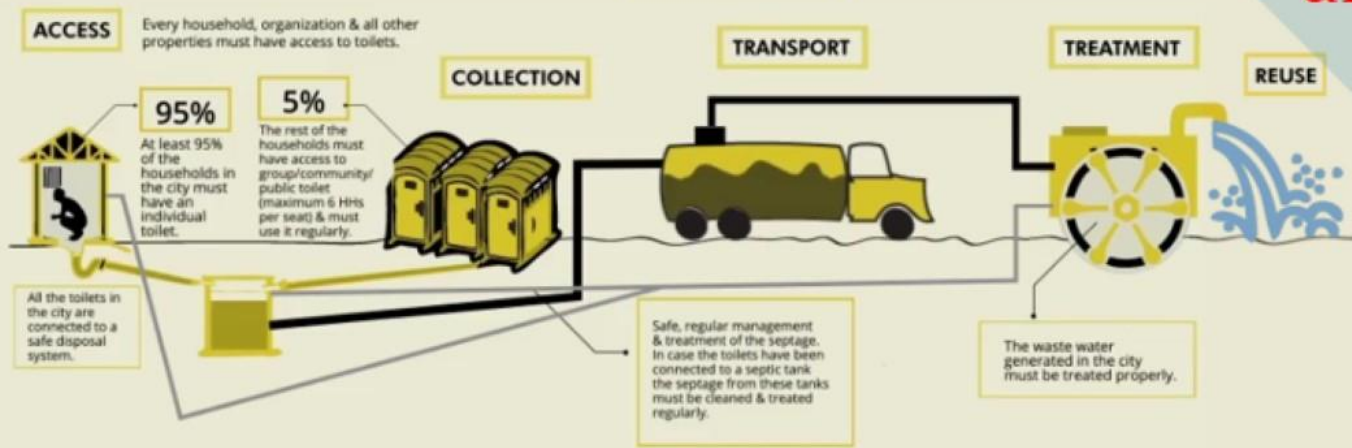 ACCESS
Every household, organization & all other
properties must have access to toilets.
95%
At least 95%
of the
households in
the city must
have an
individual
toilet.
5%
The rest of the
households must
have access to
group/community/
public toilet
(maximum 6 HHs
per seat) & must
use it regularly.
COLLECTION
TRANSPORT
TREATMENT
REUSE
All the toilets in
the city are
connected to a
safe disposal
system.
Safe, regular management
& treatment of the septage.
In case the toilets have been
connected to a septic tank
the septage from these tanks
must be cleaned & treated
regularly.
The waste water
generated in the city
must be treated properly.